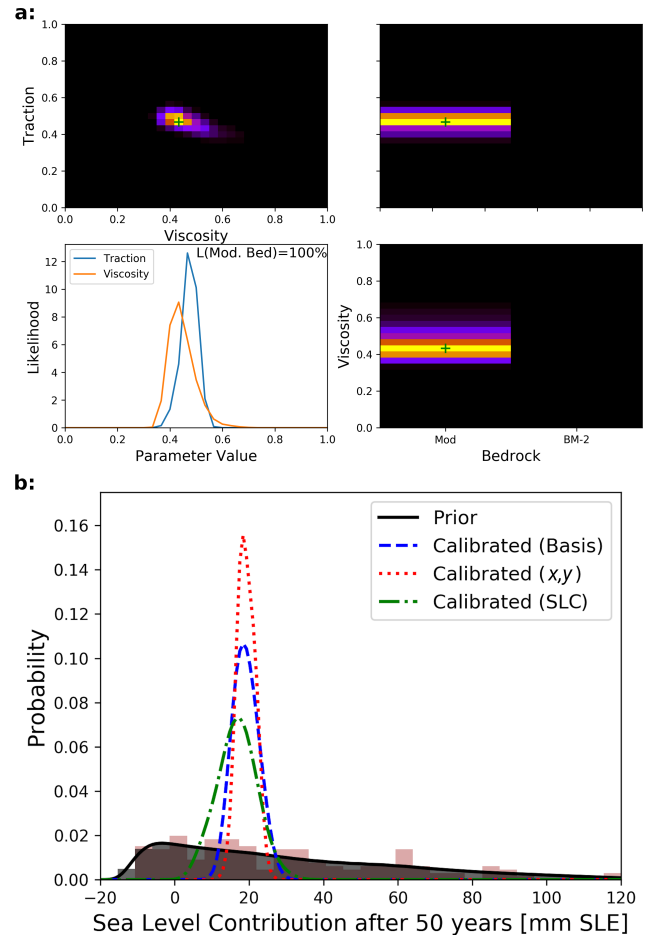 a:
1.0
0.8
0.6
0.4
0.2
0.0
Traction
0.0 0.2 0.4 0.6 0.8 1.0
Viscosity
12
10
8
6
4
2
0
Likelihood
Traction
Viscosity
L(Mod. Bed)=100%
0.0 0.2 0.4 0.6 0.8 1.0
Parameter Value
1.0
0.8
0.6
0.4
0.2
0.0
Viscosity
Mod BM-2
Bedrock
b:
0.16
0.14
0.12
0.10
0.08
0.06
0.04
0.02
0.00
Probability
Prior
Calibrated (Basis)
Calibrated (x,y)
Calibrated (SLC)
−20 0 20 40 60 80 100 120
Sea Level Contribution after 50 years [mm SLE]